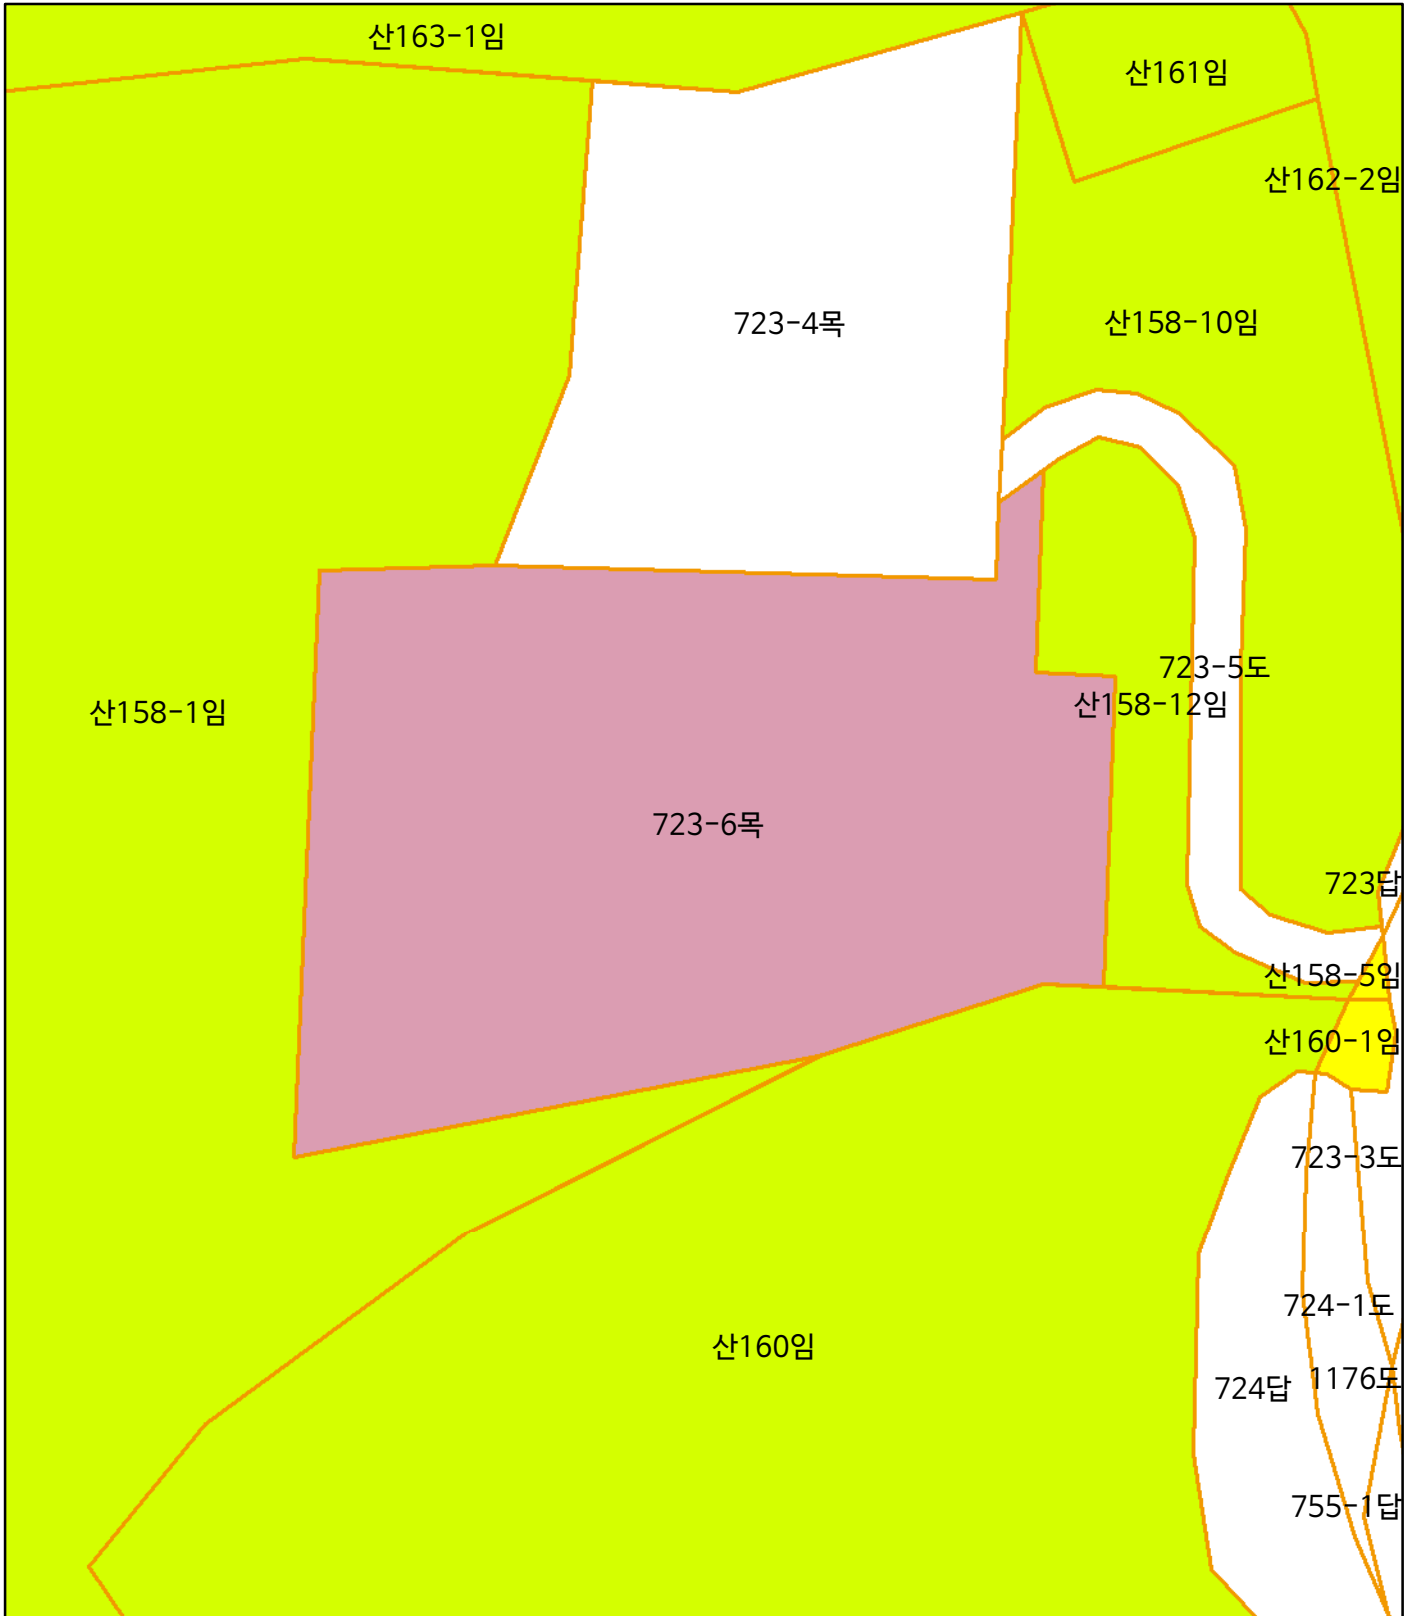 산163-1임
산161임
산162-2임
723-4목
산158-10임
723-5도
산158-12임
산158-1임
723-6목
723답
산158-5임
산160-1임
723-3도
724-1도
산160임
1176도
724답
755-1답